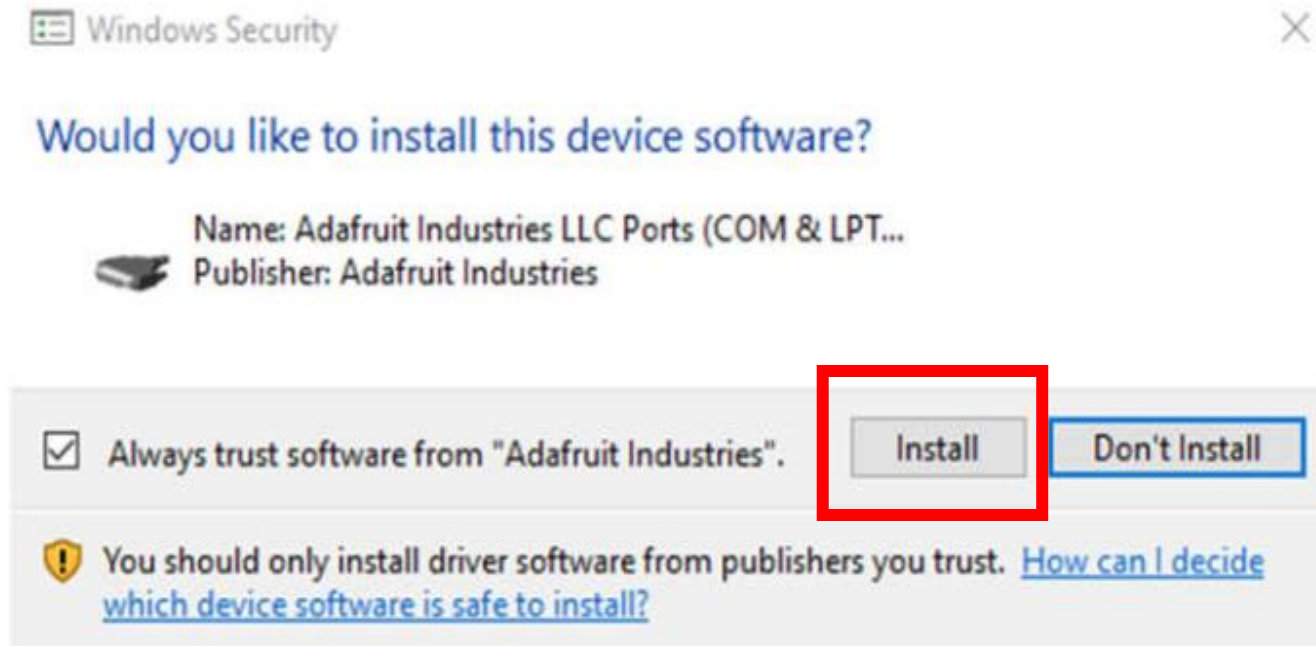 Windows Security
Would you like to install this device software?
Name: Adafruit Industries LLC Ports (COM & LPT...
Publisher: Adafruit Industries
Always trust software from "Adafruit Industries".
Install
Don't Install
You should only install driver software from publishers you trust. How can I decide
which device software is safe to install?